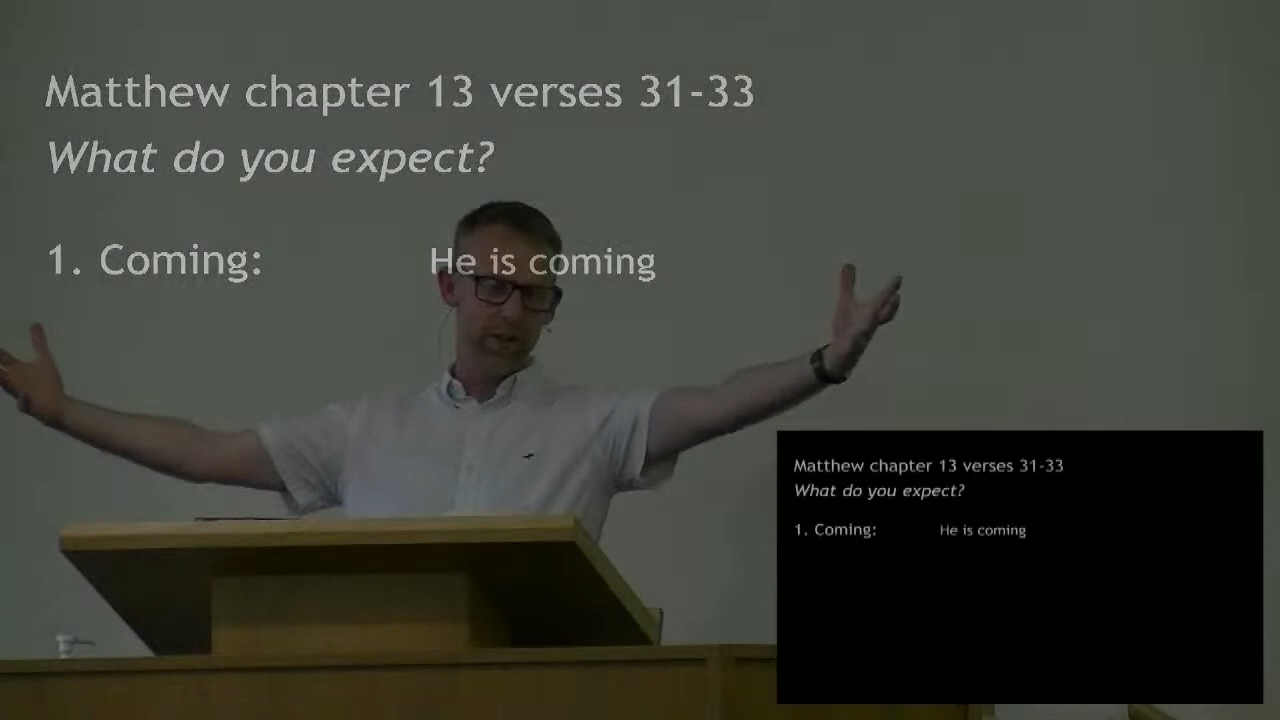 Matthew chapter 13 verses 31-33
What do you expect?
1. Coming: He is coming
Matthew chapter 13 verses 31-33
What do you expect?
1. Coming: He is coming